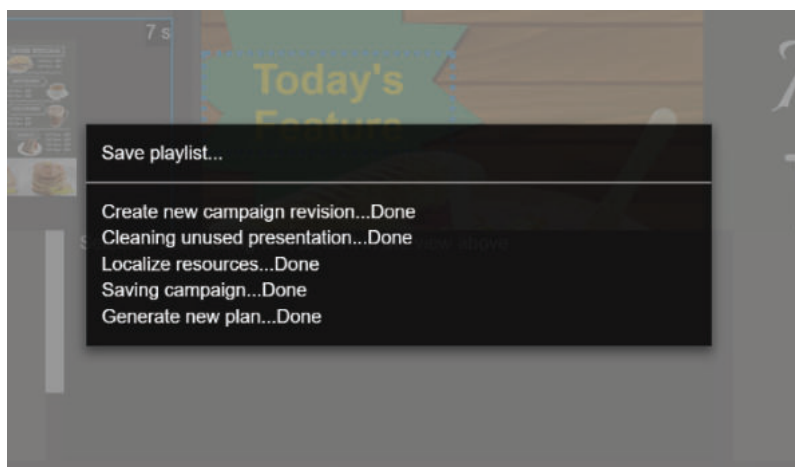 7 s
Today's
Feature
Save playlist...
Create new campaign revision...Done
Cleaning unused presentation...Done
Localize resources...Done
Saving campaign...Done
Generate new plan...Done
above